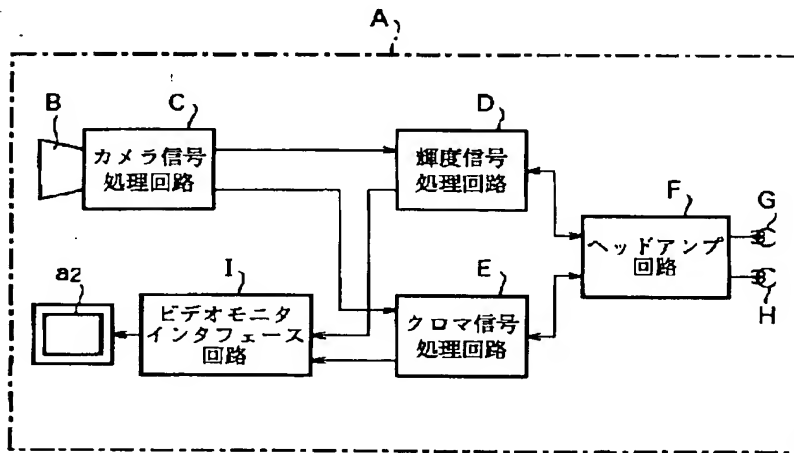 A
B
C
カメラ信号
処理回路
D
輝度信号
処理回路
F
ヘッドアンプ
回路
G
H
a2
I
ビデオモニタ
インタフェース
回路
E
クロマ信号
処理回路